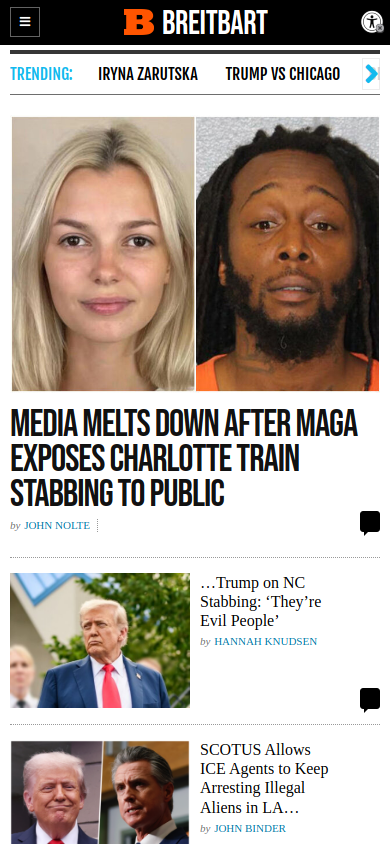 BREITBART
TRENDING:
IRYNA ZARUTSKA
TRUMP VS CHICAGO
MEDIA MELTS DOWN AFTER MAGA
EXPOSES CHARLOTTE TRAIN
STABBING TO PUBLIC
by JOHN NOLTE
…Trump on NC
Stabbing: ‘They’re
Evil People’
by HANNAH KNUDSEN
SCOTUS Allows
ICE Agents to Keep
Arresting Illegal
Aliens in LA…
by JOHN BINDER